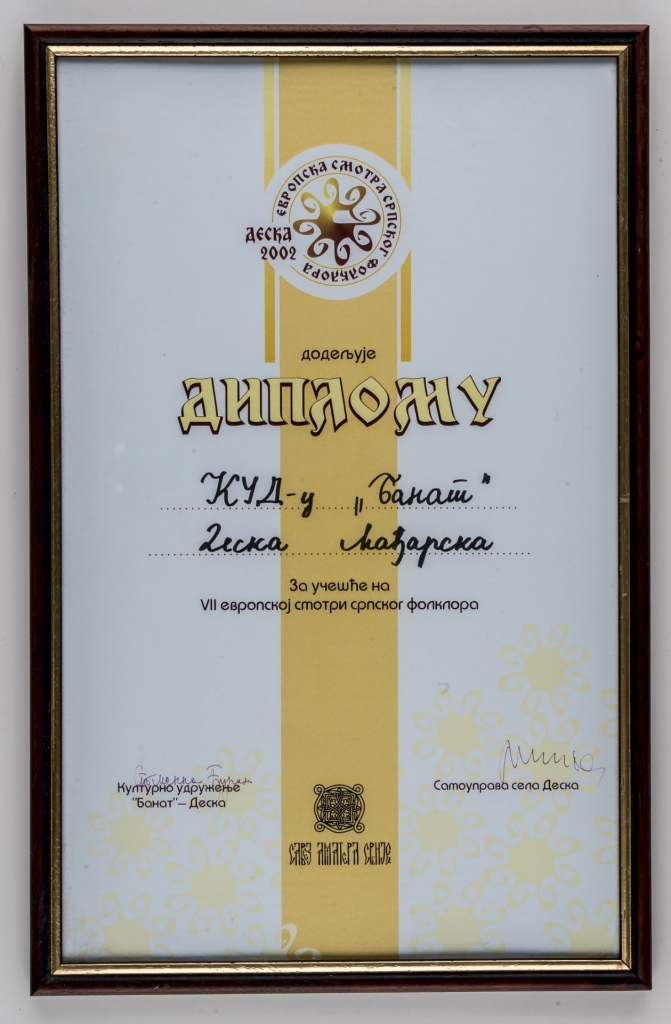 ЕВРОПСКА СМОТРА СРПСКОГ ФОЛКЛОРА
ДЕСКА
2002
додељује
ДИПЛОМУ
КУД-у „Банат"
Деска Мађарска
За учешће на
VII европској смотри српског фолклора
Културно удружење
"Банат"– Деска
Самоуправа села Деска
САВЕЗ АМАТЕРА СРБИЈЕ